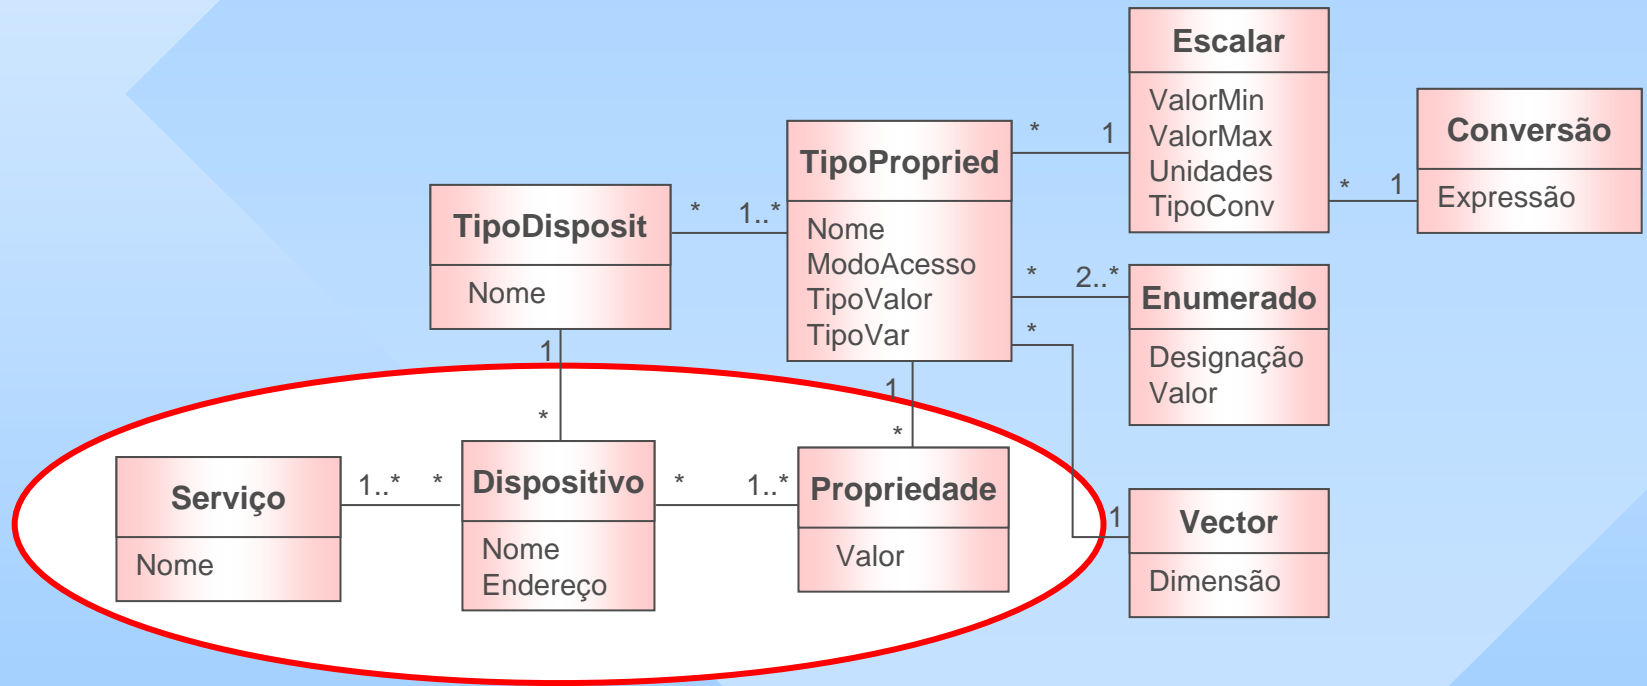 Escalar
ValorMin
ValorMax
Unidades
TipoConv
Conversão
Expressão
* 1
* 1
TipoPropried
Nome
ModoAcesso
TipoValor
TipoVar
TipoDisposit
Nome
* 1..*
* 2..*
Enumerado
Designação
Valor
*
1
*
1
*
Serviço
Nome
1..* *
Dispositivo
Nome
Endereço
* 1..*
Propriedade
Valor
1
Vector
Dimensão